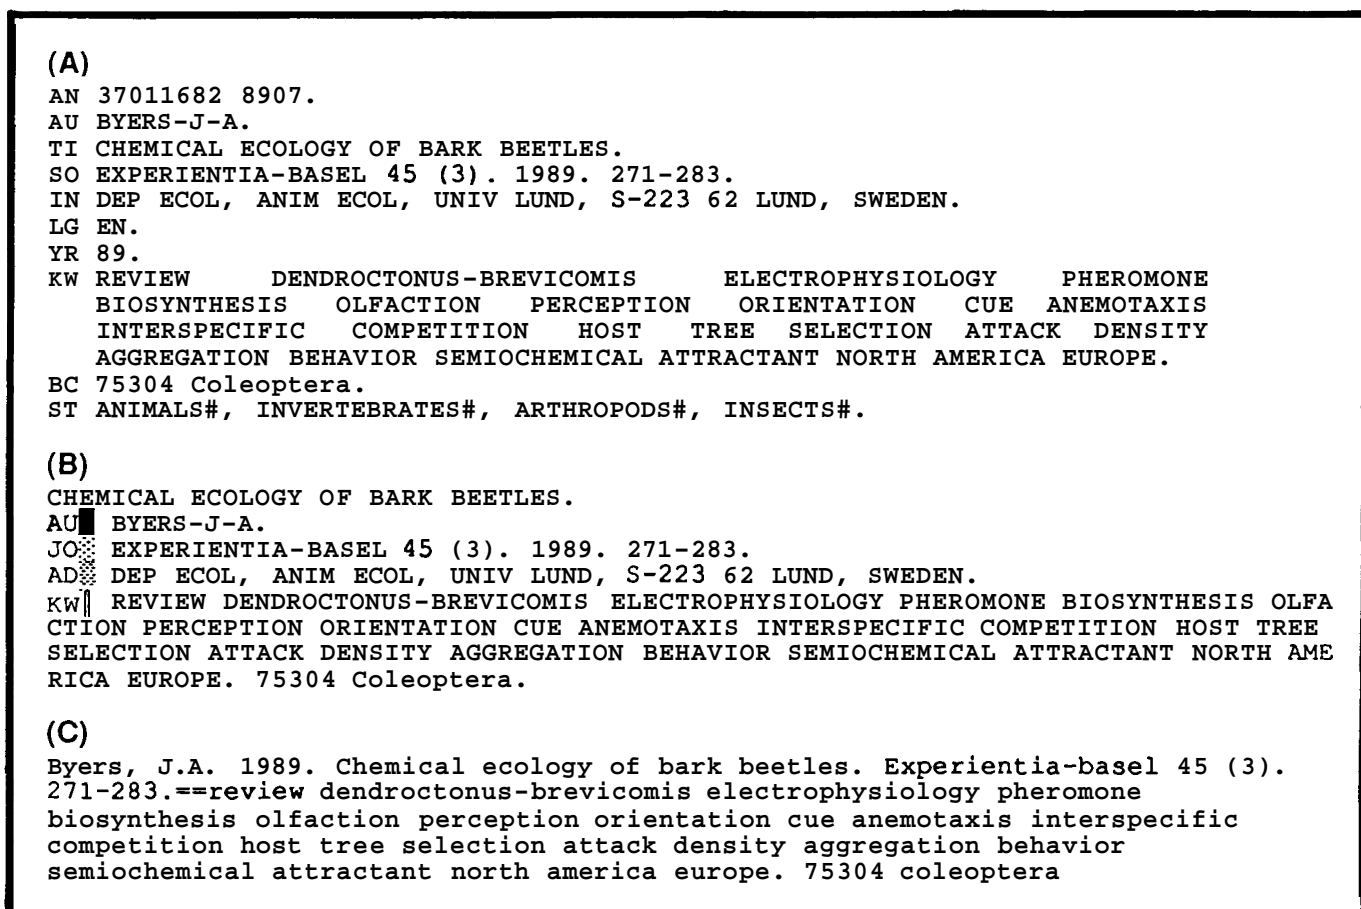 (A)
AN 37011682 8907.
AU BYERS-J-A.
TI CHEMICAL ECOLOGY OF BARK BEETLES.
SO EXPERIENTIA-BASEL 45 (3). 1989. 271-283.
IN DEP ECOL, ANIM ECOL, UNIV LUND, S-223 62 LUND, SWEDEN.
LG EN.
YR 89.
KW REVIEW DENDROCTONUS-BREVICOMIS ELECTROPHYSIOLOGY PHEROMONE
BIOSYNTHESIS OLFACTION PERCEPTION ORIENTATION CUE ANEMOTAXIS
INTERSPECIFIC COMPETITION HOST TREE SELECTION ATTACK DENSITY
AGGREGATION BEHAVIOR SEMIOCHEMICAL ATTRACTANT NORTH AMERICA EUROPE.
BC 75304 Coleoptera.
ST ANIMALS#, INVERTEBRATES#, ARTHROPODS#, INSECTS#.
(B)
CHEMICAL ECOLOGY OF BARK BEETLES.
AU█ BYERS-J-A.
JO░ EXPERIENTIA-BASEL 45 (3). 1989. 271-283.
AD░ DEP ECOL, ANIM ECOL, UNIV LUND, S-223 62 LUND, SWEDEN.
KW▯ REVIEW DENDROCTONUS-BREVICOMIS ELECTROPHYSIOLOGY PHEROMONE BIOSYNTHESIS OLFA
CTION PERCEPTION ORIENTATION CUE ANEMOTAXIS INTERSPECIFIC COMPETITION HOST TREE
SELECTION ATTACK DENSITY AGGREGATION BEHAVIOR SEMIOCHEMICAL ATTRACTANT NORTH AME
RICA EUROPE. 75304 Coleoptera.
(C)
Byers, J.A. 1989. Chemical ecology of bark beetles. Experientia-basel 45 (3).
271-283.==review dendroctonus-brevicomis electrophysiology pheromone
biosynthesis olfaction perception orientation cue anemotaxis interspecific
competition host tree selection attack density aggregation behavior
semiochemical attractant north america europe. 75304 coleoptera